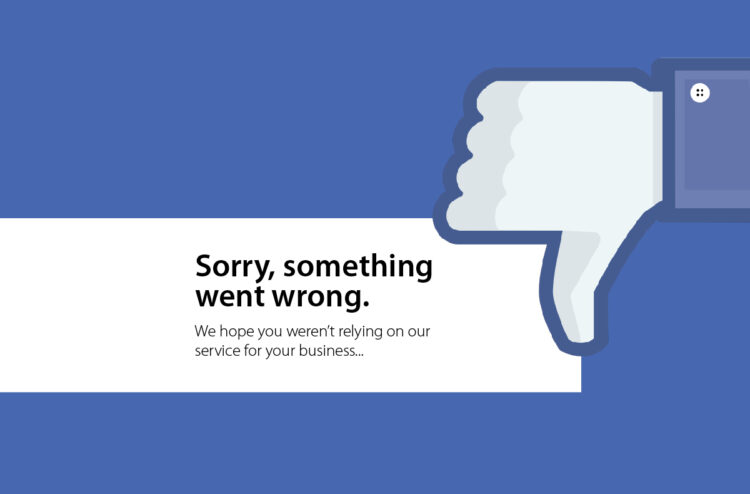 Sorry, something
went wrong.
We hope you weren’t relying on our
service for your business...